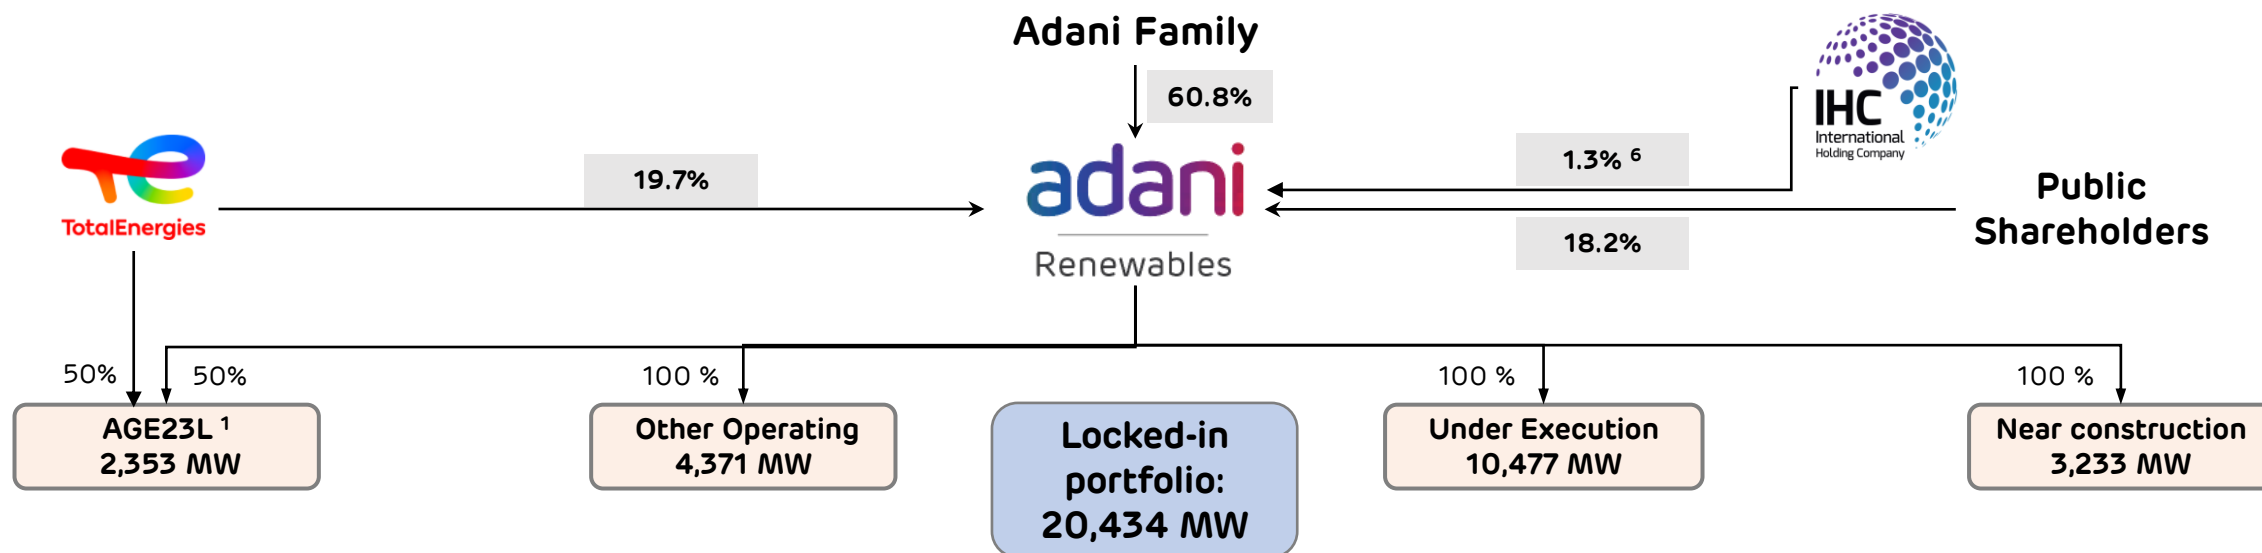 Adani Family
60.8%
IHC
International
Holding Company
TotalEnergies
19.7%
adani
Renewables
1.3% 6
18.2%
Public
Shareholders
50%
50%
100 %
100 %
100 %
AGE23L 1
2,353 MW
Other Operating
4,371 MW
Locked-in
portfolio:
20,434 MW
Under Execution
10,477 MW
Near construction
3,233 MW